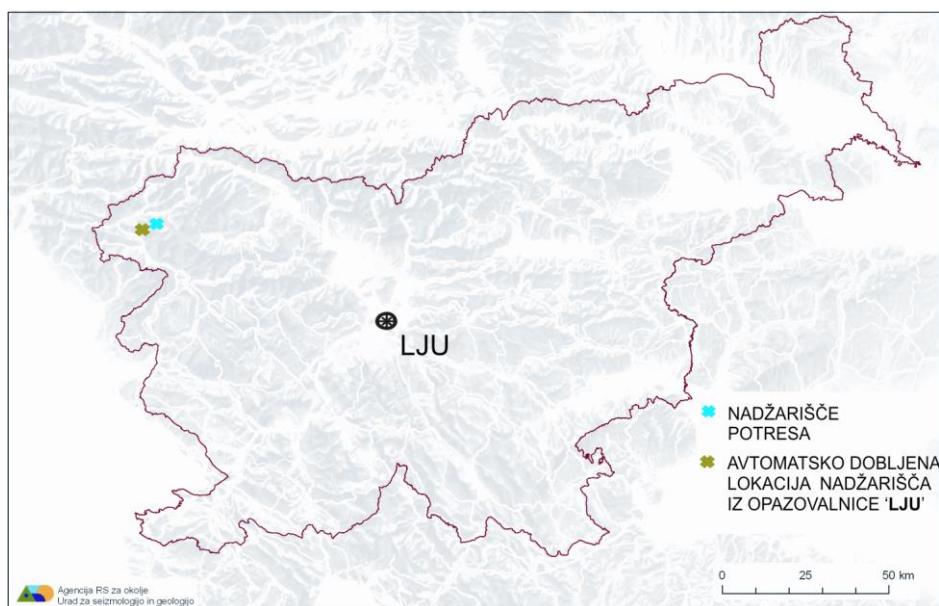 LJU
NADŽARIŠČE
POTRESA
AVTOMATSKO DOBLJENA
LOKACIJA NADŽARIŠČA
IZ OPAZOVALNICE 'LJU'
0 25 50 km
Agencija RS za okolje
Urad za seizmologijo in geologijo